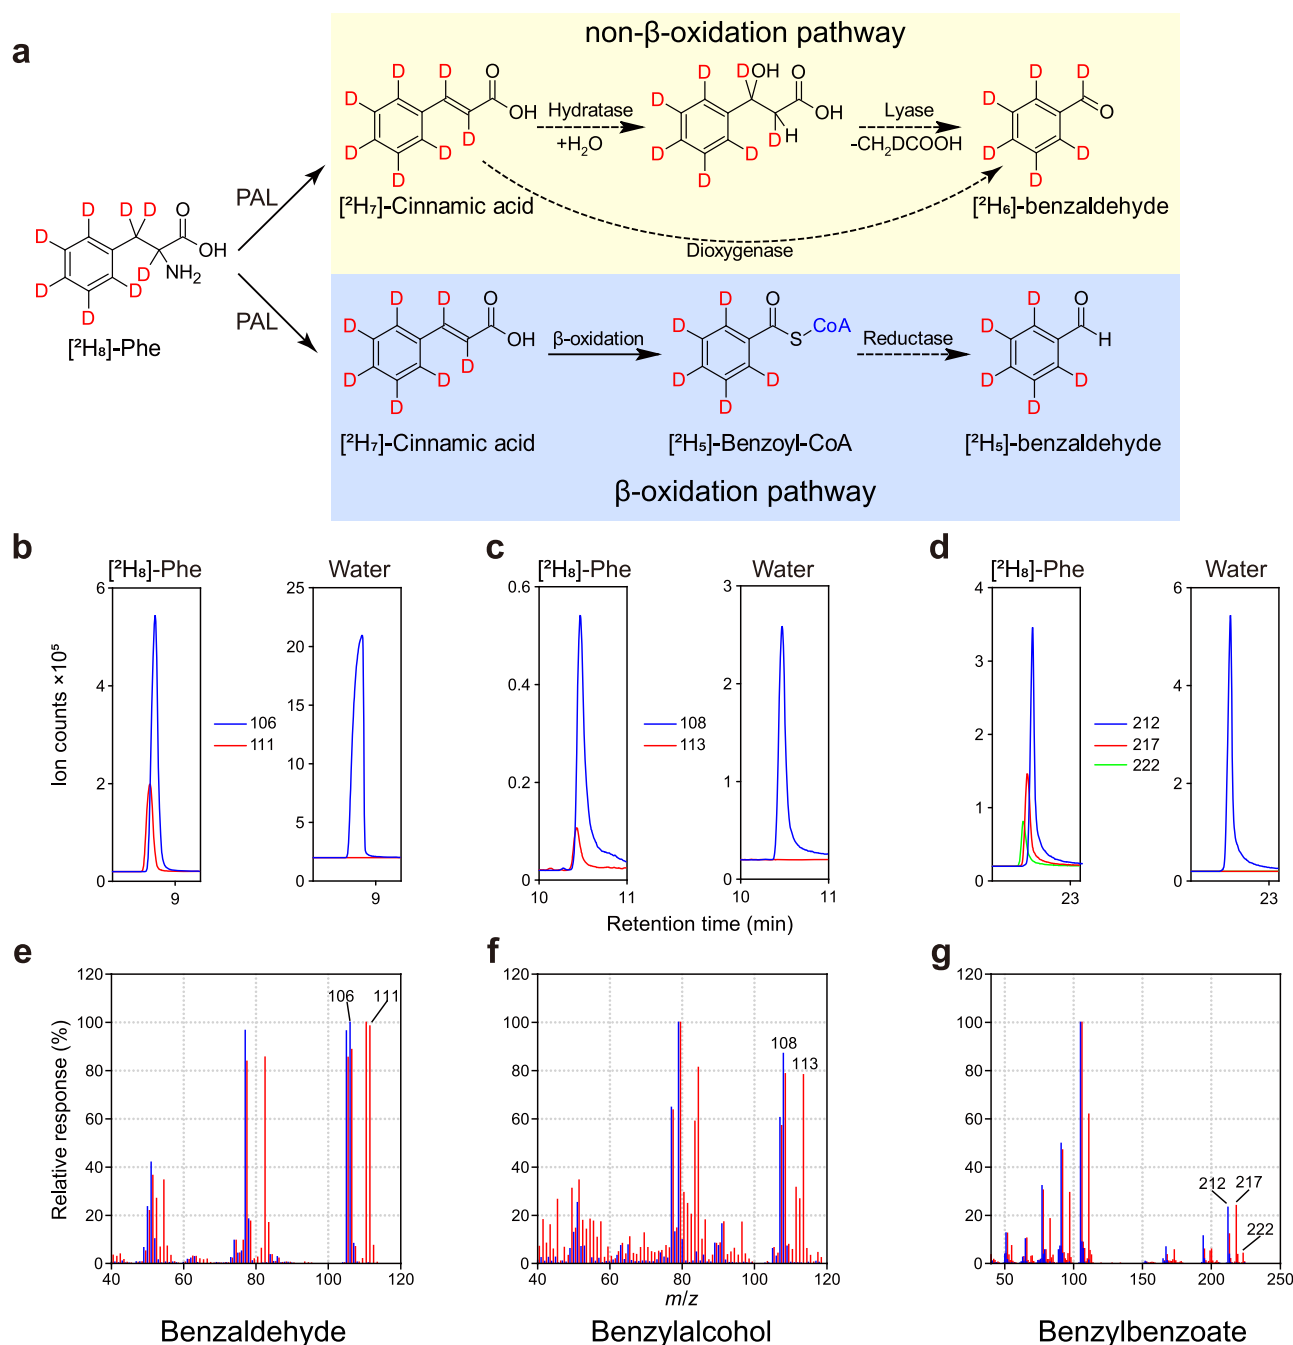 a
non-β-oxidation pathway
D D D O OH
D D D D
[²H₇]-Cinnamic acid
Hydratase
+H₂O
D D OH O OH
D D D D H
D
Lyase
-CH₂DCOOH
D D D O
D D D
[²H₆]-benzaldehyde
Dioxygenase
PAL
D D D O OH
D D D NH₂
D D
[²H₈]-Phe
PAL
D D D O OH
D D D D
[²H₇]-Cinnamic acid
β-oxidation
D D O S CoA
D D D
[²H₅]-Benzoyl-CoA
Reductase
D D O H
D D D
[²H₅]-benzaldehyde
β-oxidation pathway
b
[²H₈]-Phe
Water
Ion counts ×10⁵
6
4
2
0
9
106
111
25
20
15
10
5
0
9
c
[²H₈]-Phe
Water
0.6
0.4
0.2
0
10 11
108
113
3
2
1
0
10 11
Retention time (min)
d
[²H₈]-Phe
Water
4
3
2
1
0
23
212
217
222
6
4
2
0
23
e
Relative response (%)
120
100
80
60
40
20
0
40 60 80 100 120
106 111
Benzaldehyde
f
120
100
80
60
40
20
0
40 60 80 100 120
108
113
m/z
Benzylalcohol
g
120
100
80
60
40
20
0
50 100 150 200 250
212 217
222
Benzylbenzoate